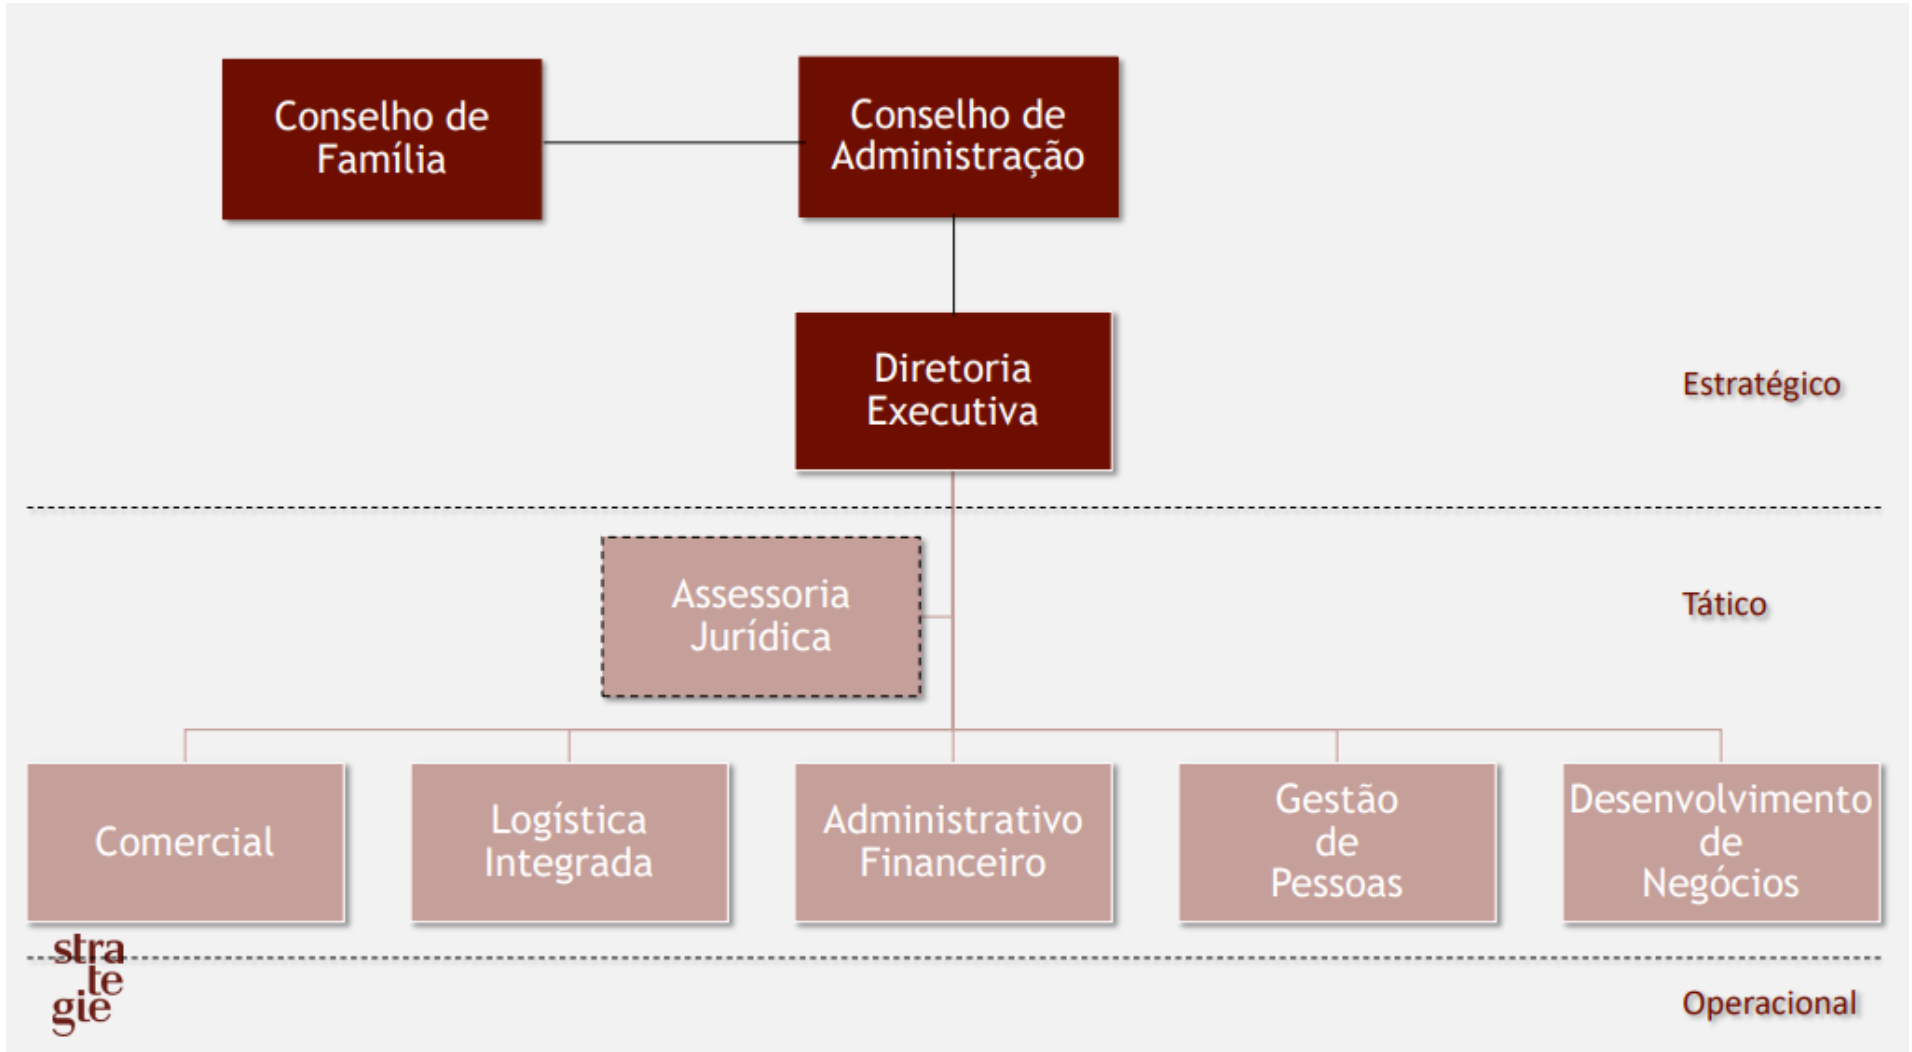 Conselho de
Família
Conselho de
Administração
Diretoria
Executiva
Estratégico
Assessoria
Jurídica
Tático
Comercial
Logística
Integrada
Administrativo
Financeiro
Gestão
de
Pessoas
Desenvolvimento
de
Negócios
stra
te
gie
Operacional